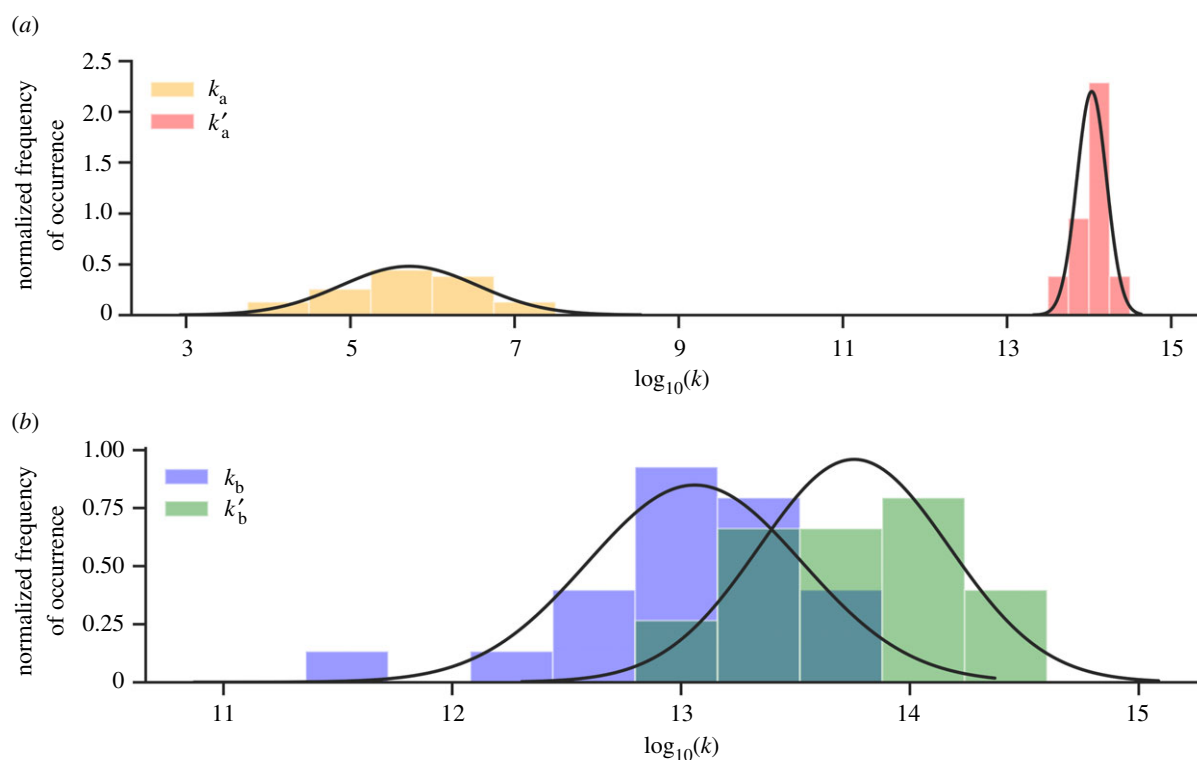 (a)
normalized frequency
of occurrence
2.5
2.0
1.5
1.0
0.5
0
kₐ
k′ₐ
3 5 7 9 11 13 15
log₁₀(k)
(b)
normalized frequency
of occurrence
1.00
0.75
0.50
0.25
0
k_b
k′_b
11 12 13 14 15
log₁₀(k)